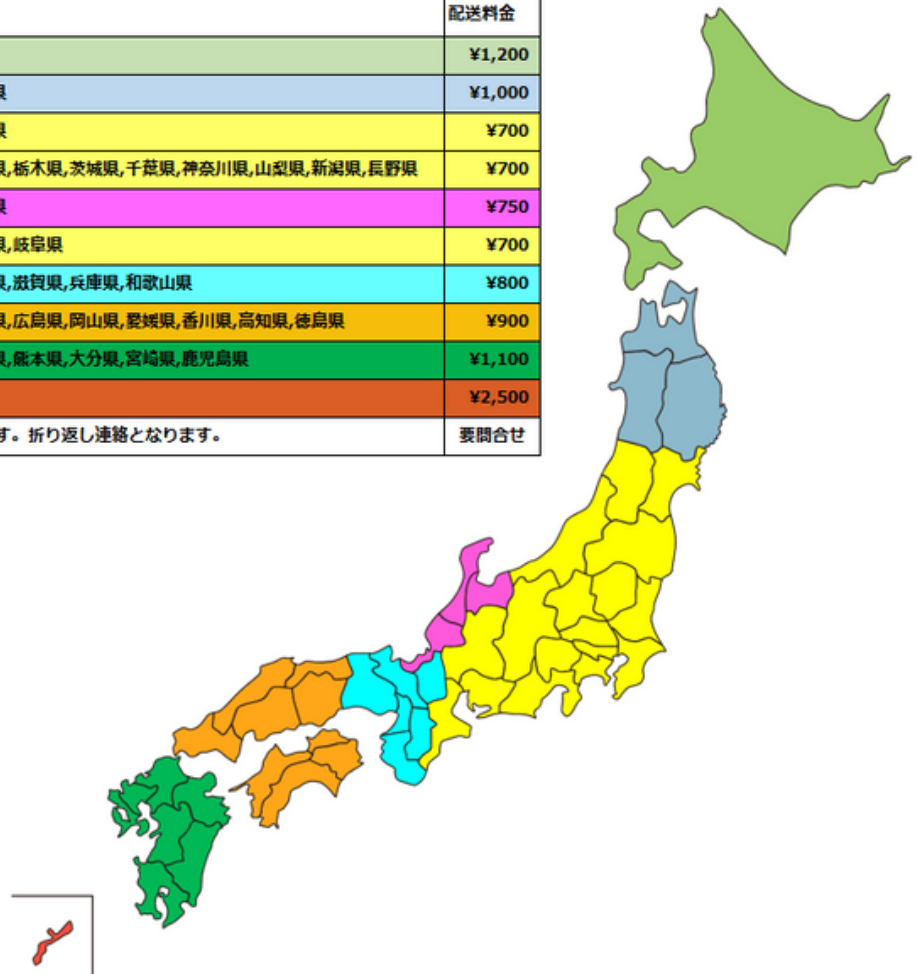 配送料金
¥1,200
県 ¥1,000
県 ¥700
県,栃木県,茨城県,千葉県,神奈川県,山梨県,新潟県,長野県 ¥700
県 ¥750
県,岐阜県 ¥700
県,滋賀県,兵庫県,和歌山県 ¥800
県,広島県,岡山県,愛媛県,香川県,高知県,徳島県 ¥900
県,熊本県,大分県,宮崎県,鹿児島県 ¥1,100
¥2,500
す。折り返し連絡となります。 要問合せ